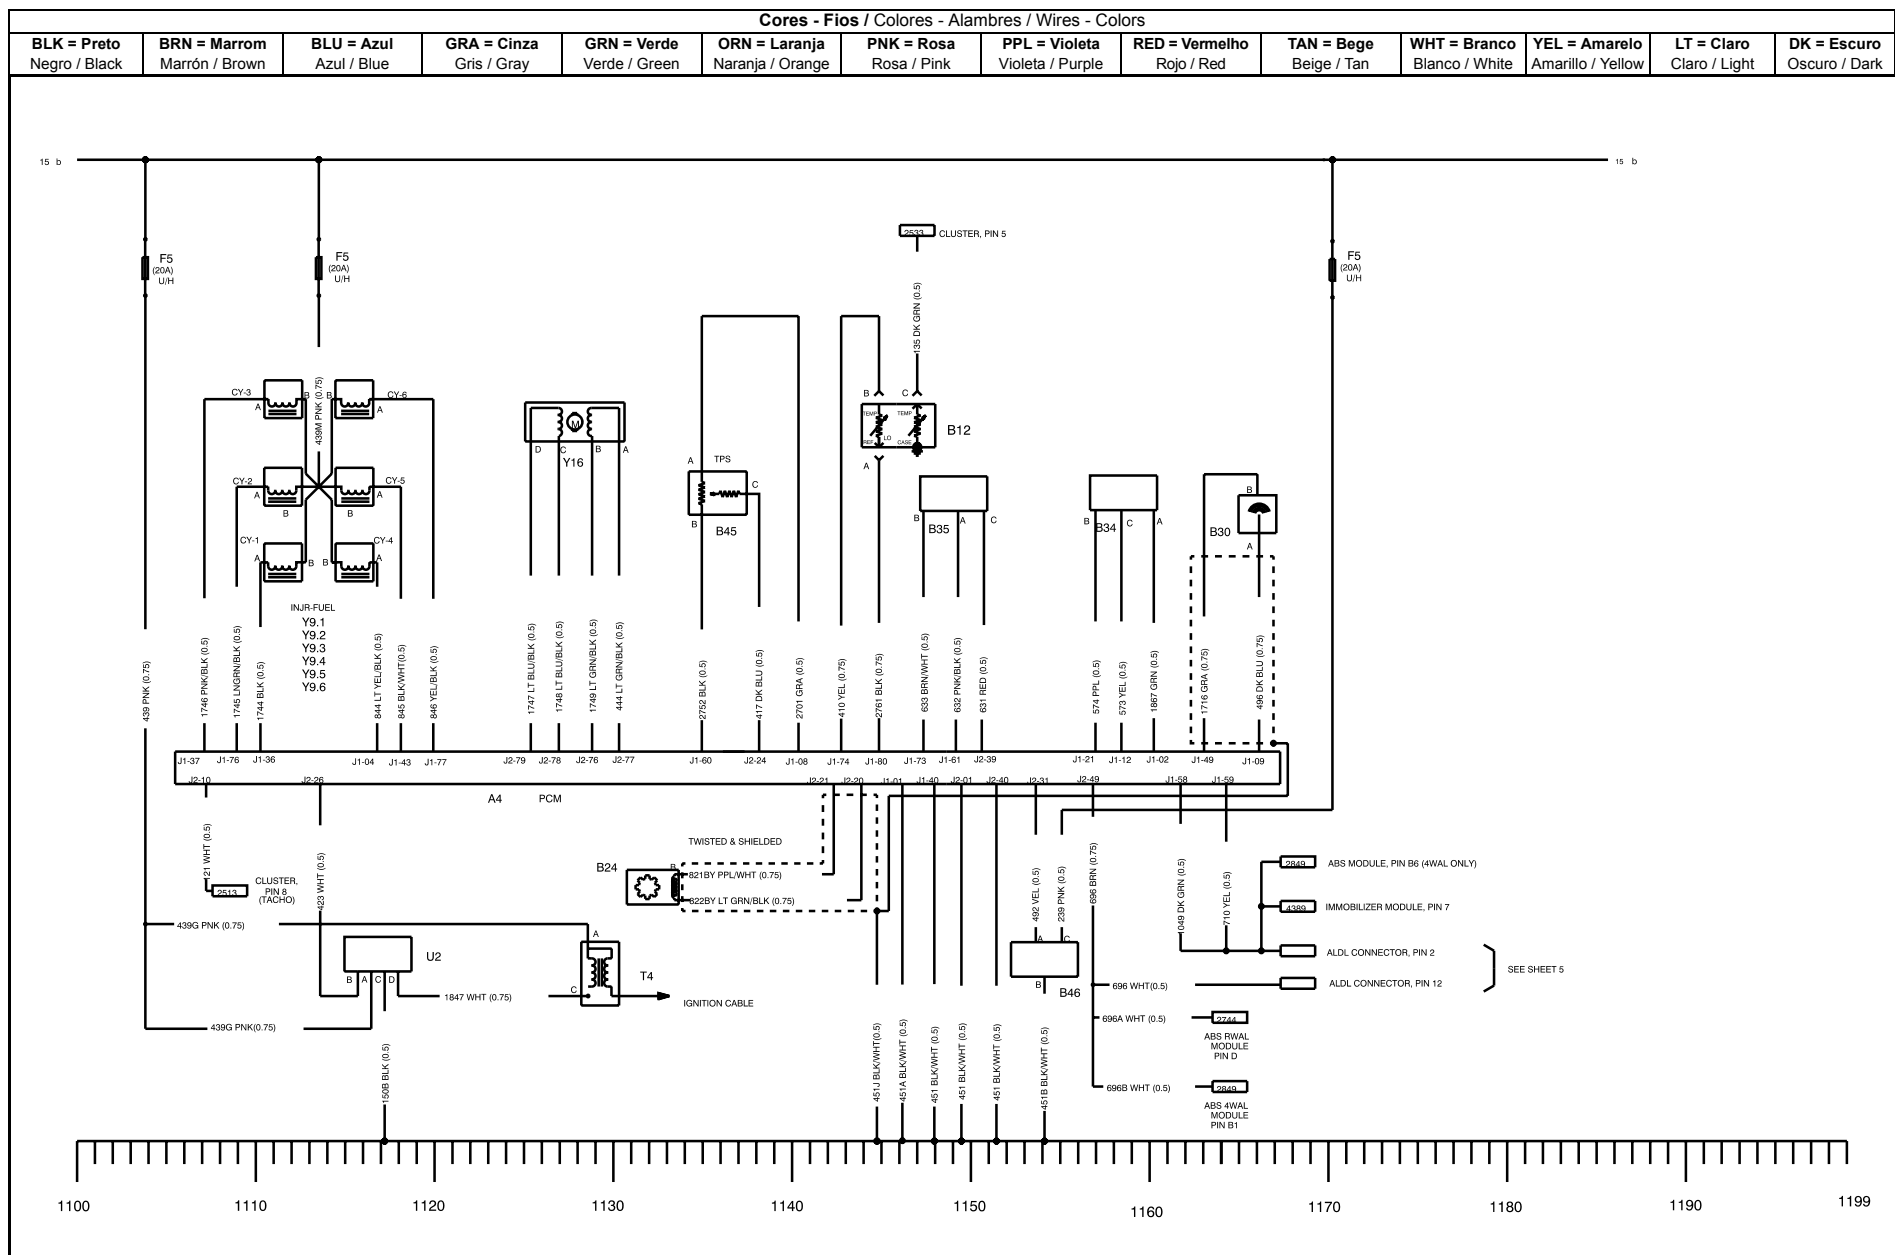 Cores - Fios / Colores - Alambres / Wires - Colors
BLK = Preto
Negro / Black
BRN = Marrom
Marrón / Brown
BLU = Azul
Azul / Blue
GRA = Cinza
Gris / Gray
GRN = Verde
Verde / Green
ORN = Laranja
Naranja / Orange
PNK = Rosa
Rosa / Pink
PPL = Violeta
Violeta / Purple
RED = Vermelho
Rojo / Red
TAN = Bege
Beige / Tan
WHT = Branco
Blanco / White
YEL = Amarelo
Amarillo / Yellow
LT = Claro
Claro / Light
DK = Escuro
Oscuro / Dark
15 b
15 b
F5
(20A)
U/H
F5
(20A)
U/H
F5
(20A)
U/H
2533
CLUSTER, PIN 5
135 DK GRN (0.5)
439M PNK (0.75)
CY-3
A
B
B
A
CY-6
CY-2
A
B
B
A
CY-5
CY-1
A
B
B
A
CY-4
INJR-FUEL
Y9.1
Y9.2
Y9.3
Y9.4
Y9.5
Y9.6
M
D
C
B
A
Y16
A
TPS
C
B
B45
B
C
TEMP
TEMP
LO
REF
CASE
A
B12
B
A
C
B35
B
C
A
B34
B
A
B30
439 PNK (0.75)
1746 PNK/BLK (0.5)
1745 LNGRN/BLK (0.5)
1744 BLK (0.5)
844 LT YEL/BLK (0.5)
845 BLK/WHT(0.5)
846 YEL/BLK (0.5)
1747 LT BLU/BLK (0.5)
1748 LT BLU/BLK (0.5)
1749 LT GRN/BLK (0.5)
444 LT GRN/BLK (0.5)
2752 BLK (0.5)
417 DK BLU (0.5)
2701 GRA (0.5)
410 YEL (0.75)
2761 BLK (0.75)
633 BRN/WHT (0.5)
632 PNK/BLK (0.5)
631 RED (0.5)
574 PPL (0.5)
573 YEL (0.5)
1867 GRN (0.5)
1716 GRA (0.75)
496 DK BLU (0.75)
J1-37 J1-76 J1-36 J1-04 J1-43 J1-77 J2-79 J2-78 J2-76 J2-77 J1-60 J2-24 J1-08 J1-74 J1-80 J1-73 J1-61 J2-39 J1-21 J1-12 J1-02 J1-49 J1-09
J2-10 J2-26 J2-21 J2-20 J1-01 J1-40 J2-01 J2-40 J2-31 J2-49 J1-58 J1-59
A4 PCM
121 WHT (0.5)
2513
CLUSTER,
PIN 8
(TACHO)
423 WHT (0.5)
TWISTED & SHIELDED
B24
B
821BY PPL/WHT (0.75)
822BY LT GRN/BLK (0.75)
492 VEL (0.5)
239 PNK (0.5)
696 BRN (0.75)
1049 DK GRN (0.5)
710 YEL (0.5)
2849
ABS MODULE, PIN B6 (4WAL ONLY)
4389
IMMOBILIZER MODULE, PIN 7
ALDL CONNECTOR, PIN 2
ALDL CONNECTOR, PIN 12
SEE SHEET 5
439G PNK (0.75)
U2
B
A
C
D
1847 WHT (0.75)
A
C
T4
IGNITION CABLE
439G PNK(0.75)
A
C
B
B46
696 WHT(0.5)
696A WHT (0.5)
2744
ABS RWAL
MODULE
PIN D
696B WHT (0.5)
2849
ABS 4WAL
MODULE
PIN B1
150B BLK (0.5)
451J BLK/WHT(0.5)
451A BLK/WHT (0.5)
451 BLK/WHT (0.5)
451 BLK/WHT (0.5)
451 BLK/WHT (0.5)
451B BLK/WHT (0.5)
1100 1110 1120 1130 1140 1150 1160 1170 1180 1190 1199